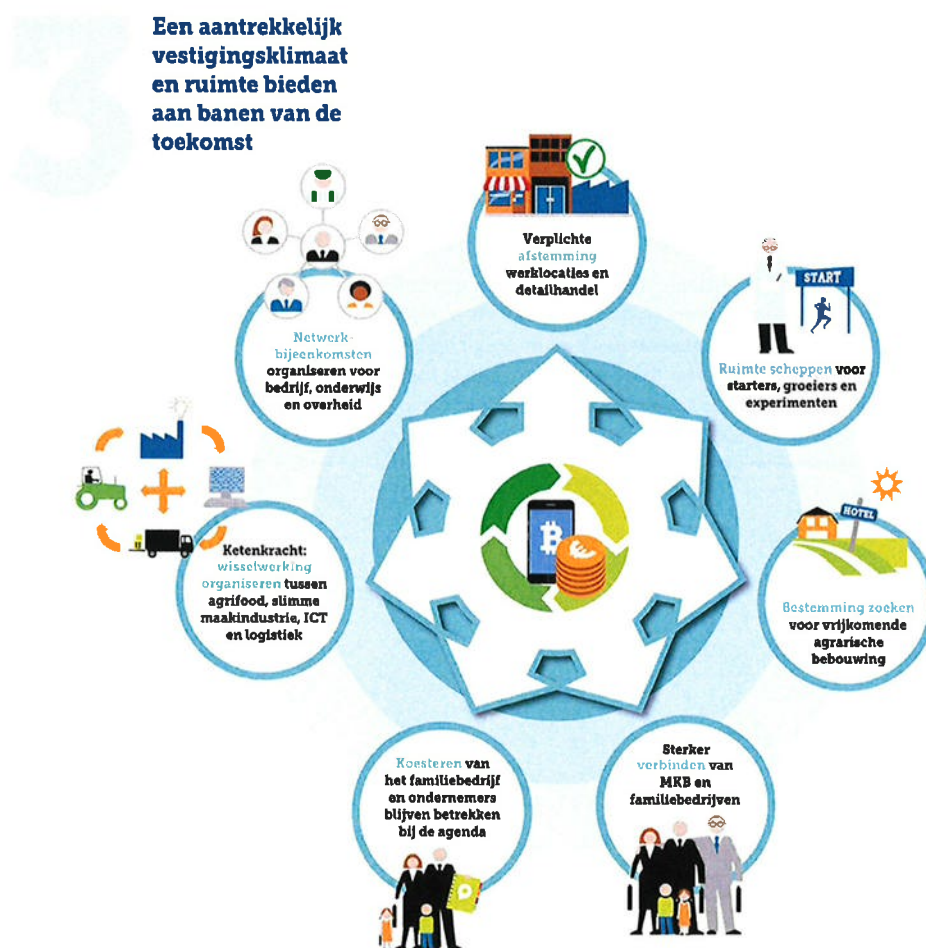 3
Een aantrekkelijk
vestigingsklimaat
en ruimte bieden
aan banen van de
toekomst
Verplichte
afstemming
werklocaties en
detailhandel
START
Ruimte scheppen voor
starters, groeiers en
experimenten
HOTEL
Bestemming zoeken
voor vrijkomende
agrarische
bebouwing
Sterker
verbinden van
MKB en
familiebedrijven
Koesteren van
het familiebedrijf
en ondernemers
blijven betrekken
bij de agenda
Ketenkracht:
wisselwerking
organiseren tussen
agrifood, slimme
maakindustrie, ICT
en logistiek
Netwerk-
bijeenkomsten
organiseren voor
bedrijf, onderwijs
en overheid